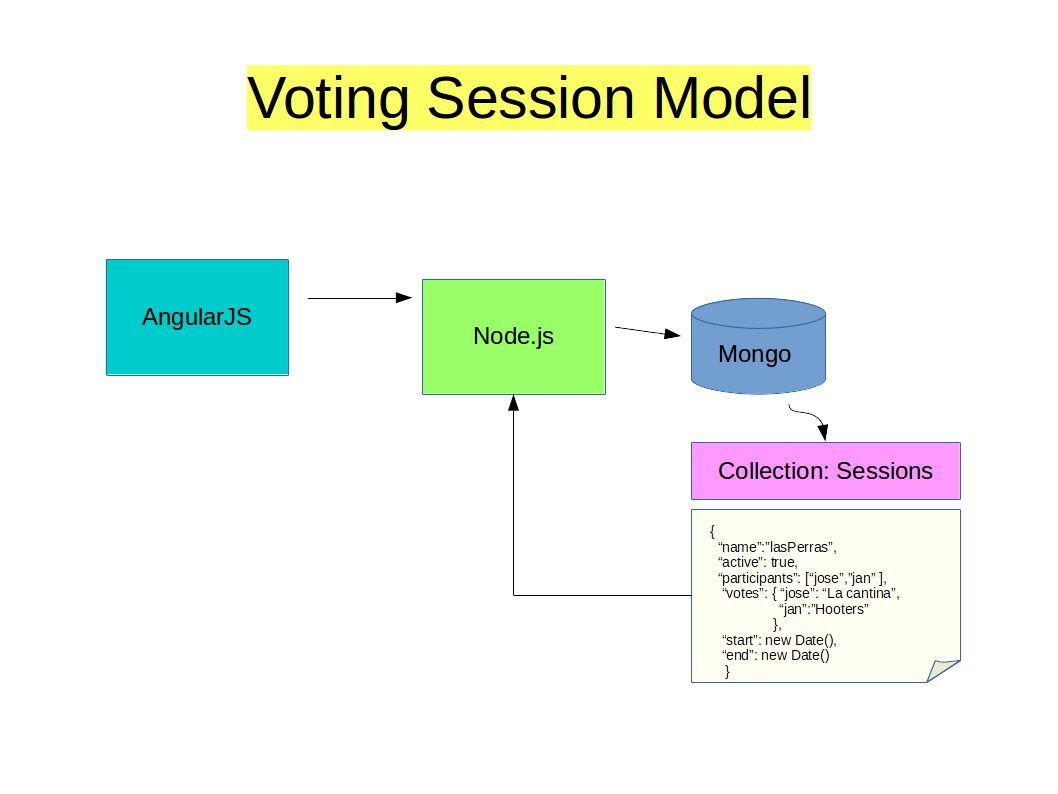 Voting Session Model
AngularJS
Node.js
Mongo
Collection: Sessions
{
“name”:”lasPerras”,
“active”: true,
“participants”: [“jose”,”jan” ],
“votes”: { “jose”: “La cantina”,
“jan”:”Hooters”
},
“start”: new Date(),
“end”: new Date()
}